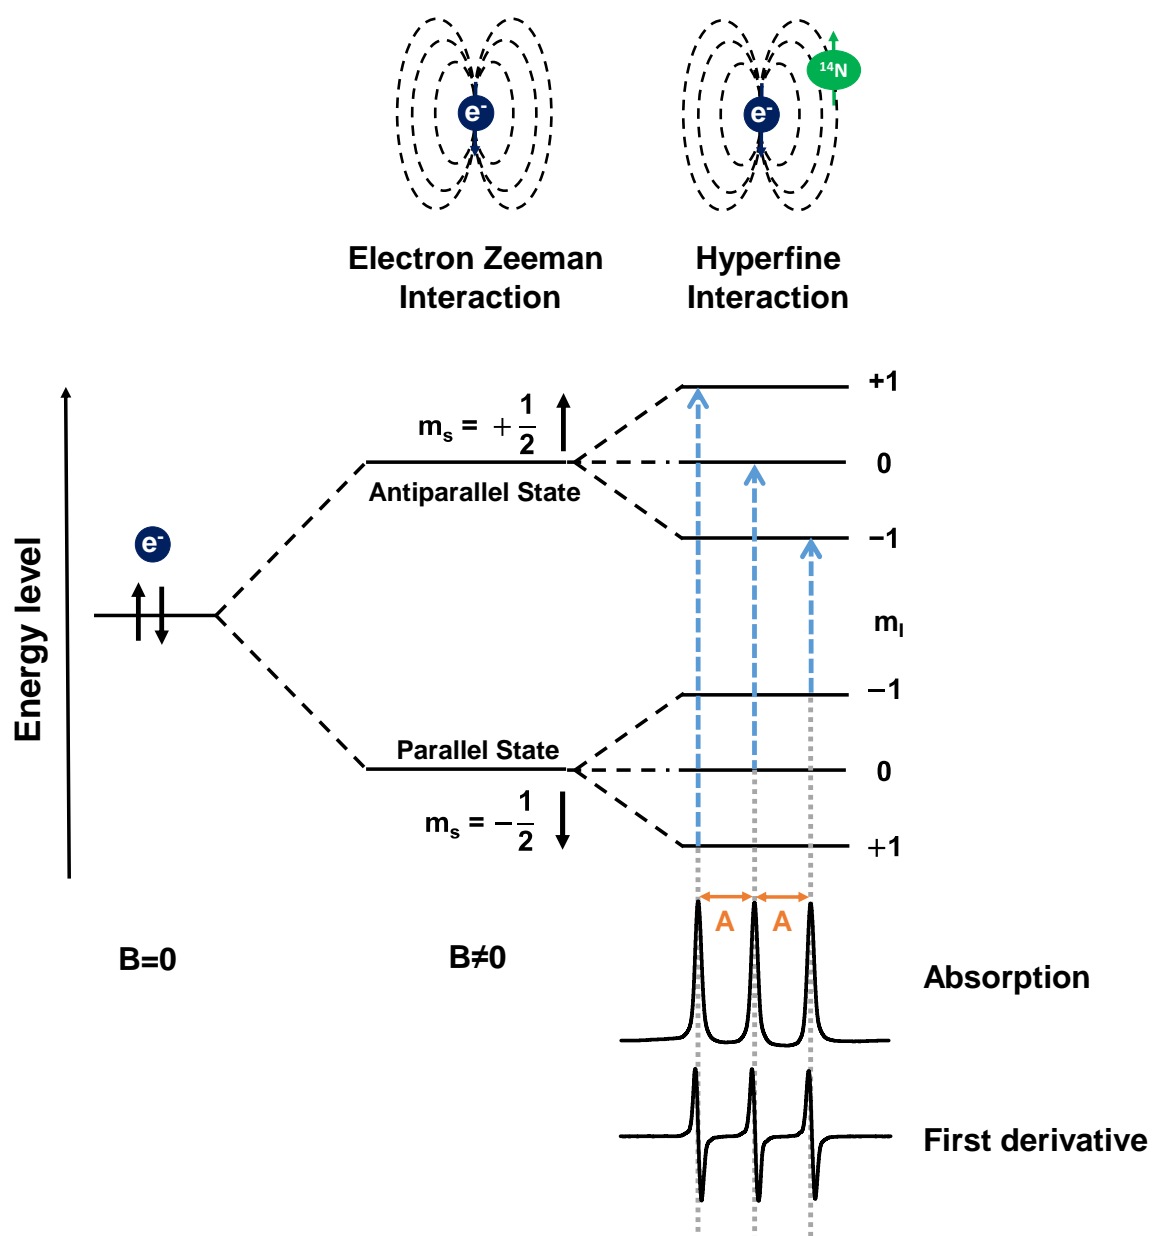 e-
e-
14N
Electron Zeeman
Interaction
Hyperfine
Interaction
Energy level
e-
ms = +1/2
Antiparallel State
+1
0
−1
mI
Parallel State
ms = −1/2
−1
0
+1
A A
B=0
B≠0
Absorption
First derivative